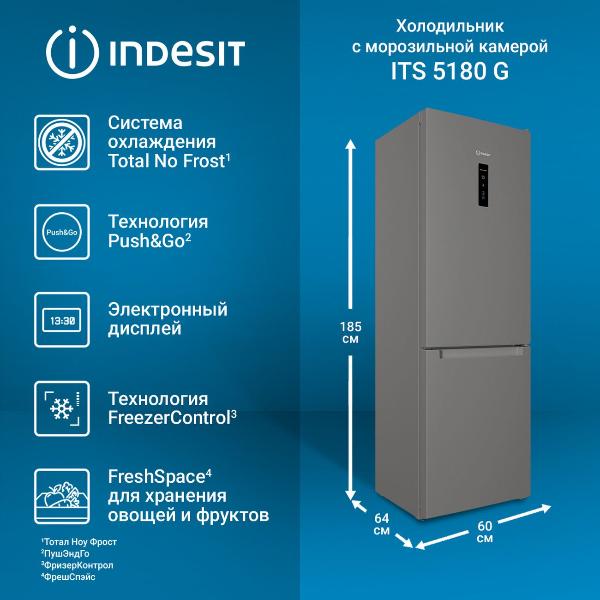 INDESIT
Холодильник
с морозильной камерой
ITS 5180 G
Система
охлаждения
Total No Frost¹
Push&Go
Технология
Push&Go²
13:30
Электронный
дисплей
Технология
FreezerControl³
FreshSpace⁴
для хранения
овощей и фруктов
¹Тотал Ноу Фрост
²ПушЭндГо
³ФризерКонтрол
⁴ФрешСпэйс
INDESIT
185
см
64
см
60
см